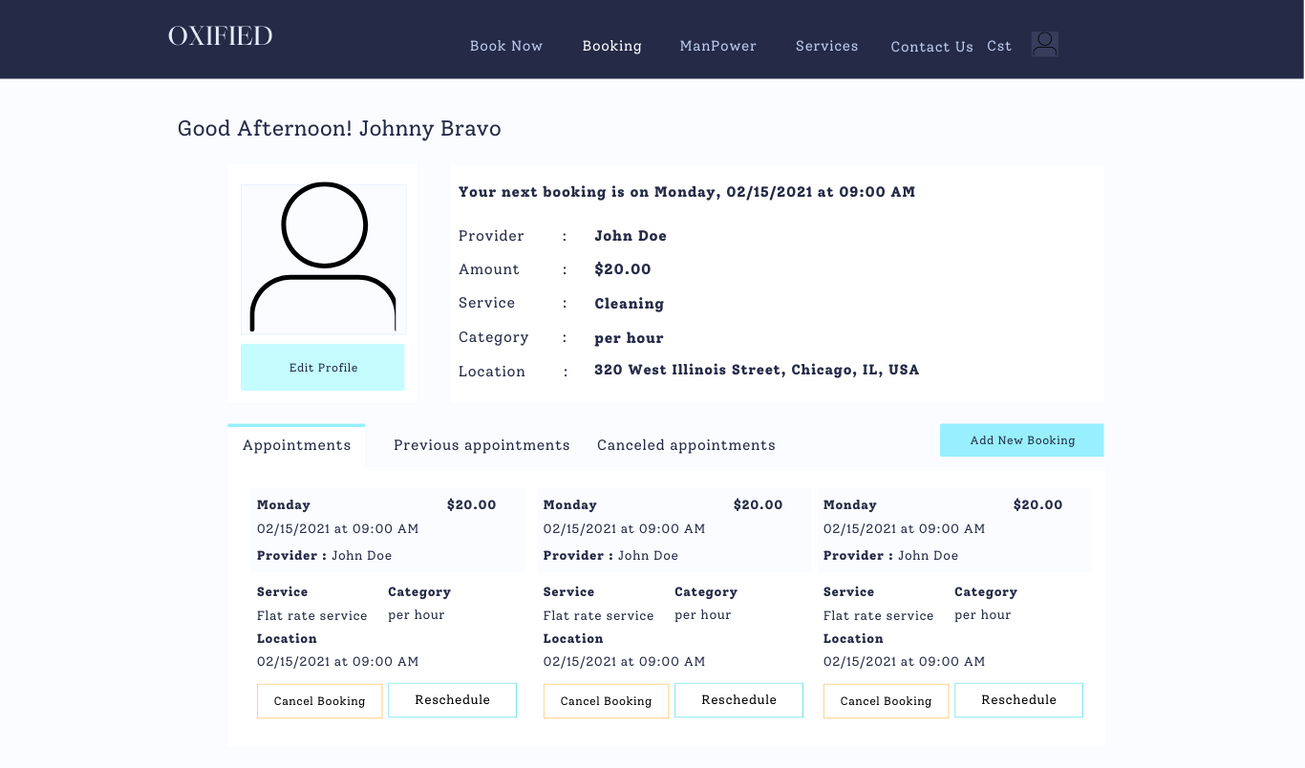 OXIFIED
Book Now Booking ManPower Services Contact Us Cst
Good Afternoon! Johnny Bravo
Your next booking is on Monday, 02/15/2021 at 09:00 AM
Provider : John Doe
Amount : $20.00
Service : Cleaning
Category : per hour
Location : 320 West Illinois Street, Chicago, IL, USA
Edit Profile
Appointments Previous appointments Canceled appointments Add New Booking
Monday $20.00 Monday $20.00 Monday $20.00
02/15/2021 at 09:00 AM 02/15/2021 at 09:00 AM 02/15/2021 at 09:00 AM
Provider : John Doe Provider : John Doe Provider : John Doe
Service Category Service Category Service Category
Flat rate service per hour Flat rate service per hour Flat rate service per hour
Location Location Location
02/15/2021 at 09:00 AM 02/15/2021 at 09:00 AM 02/15/2021 at 09:00 AM
Cancel Booking Reschedule Cancel Booking Reschedule Cancel Booking Reschedule